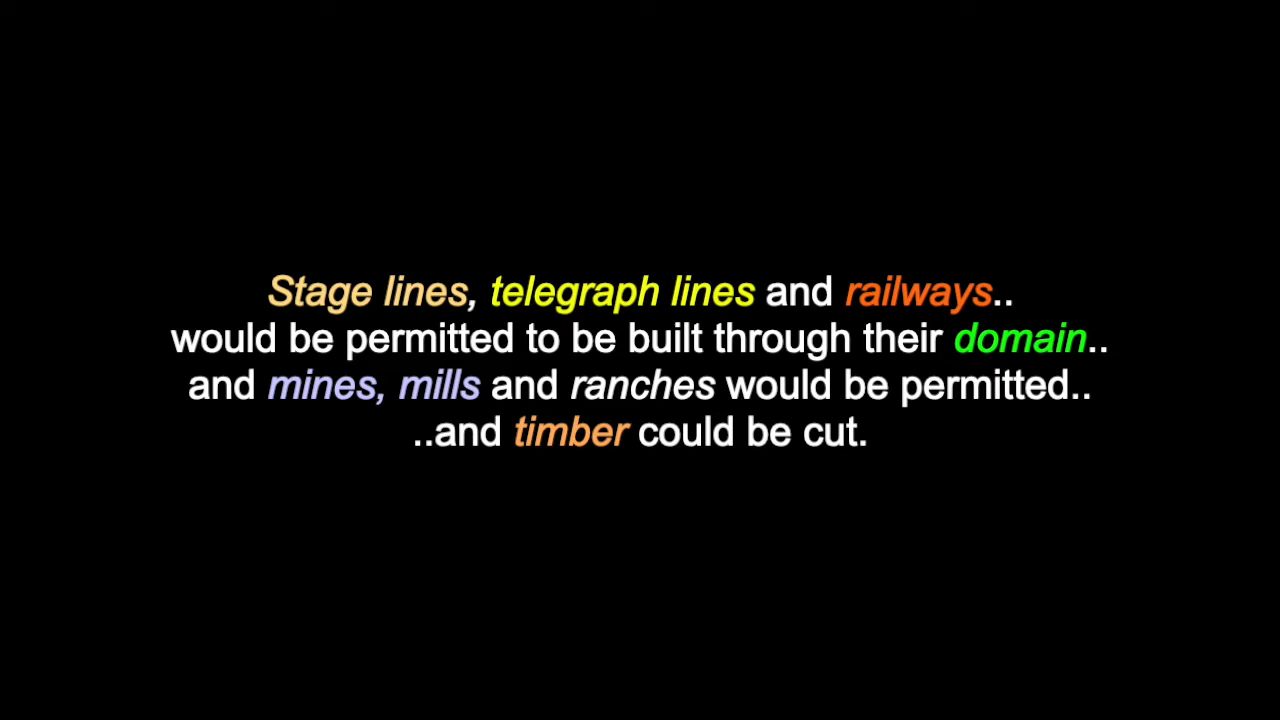 Stage lines, telegraph lines and railways..
would be permitted to be built through their domain..
and mines, mills and ranches would be permitted..
..and timber could be cut.